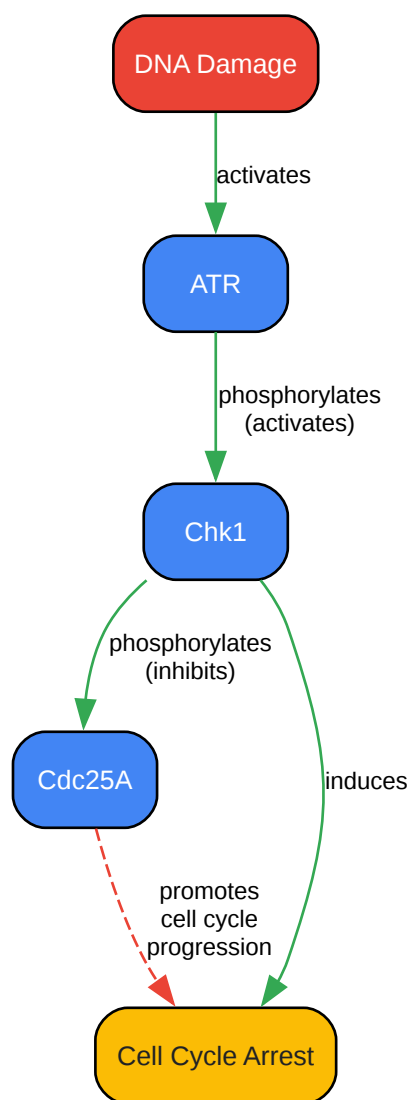 DNA Damage
activates
ATR
phosphorylates
(activates)
Chk1
phosphorylates
(inhibits)
Cdc25A
induces
promotes
cell cycle
progression
Cell Cycle Arrest